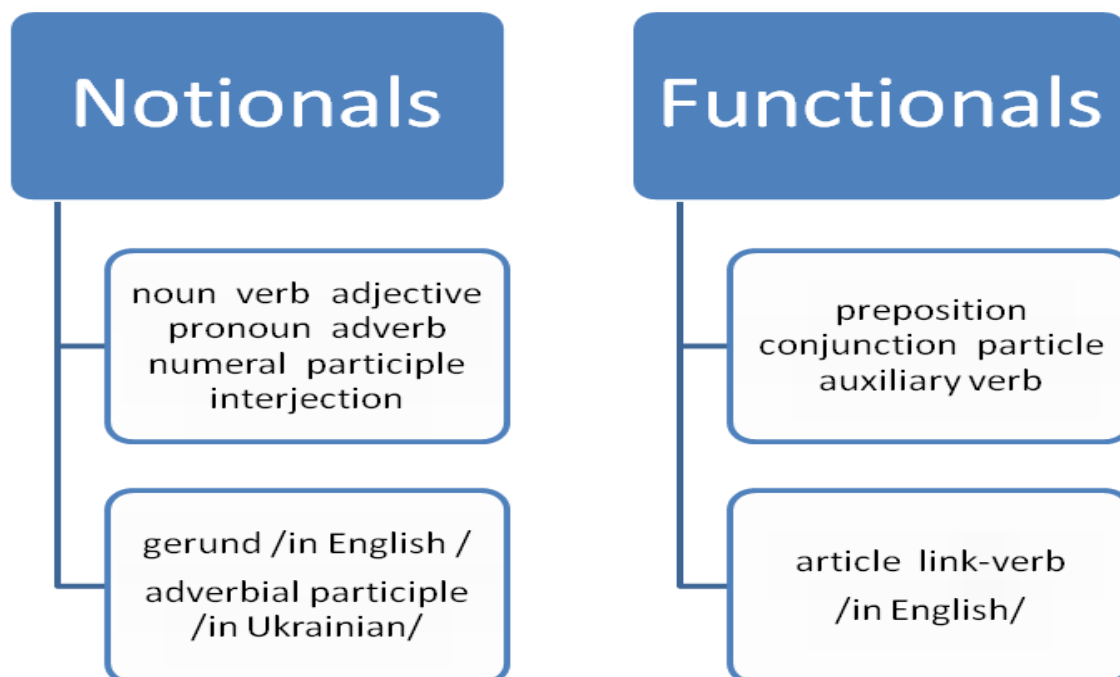 Notionals
noun verb adjective
pronoun adverb
numeral participle
interjection
gerund /in English /
adverbial participle
/in Ukrainian/
Functionals
preposition
conjunction particle
auxiliary verb
article link-verb
/in English/